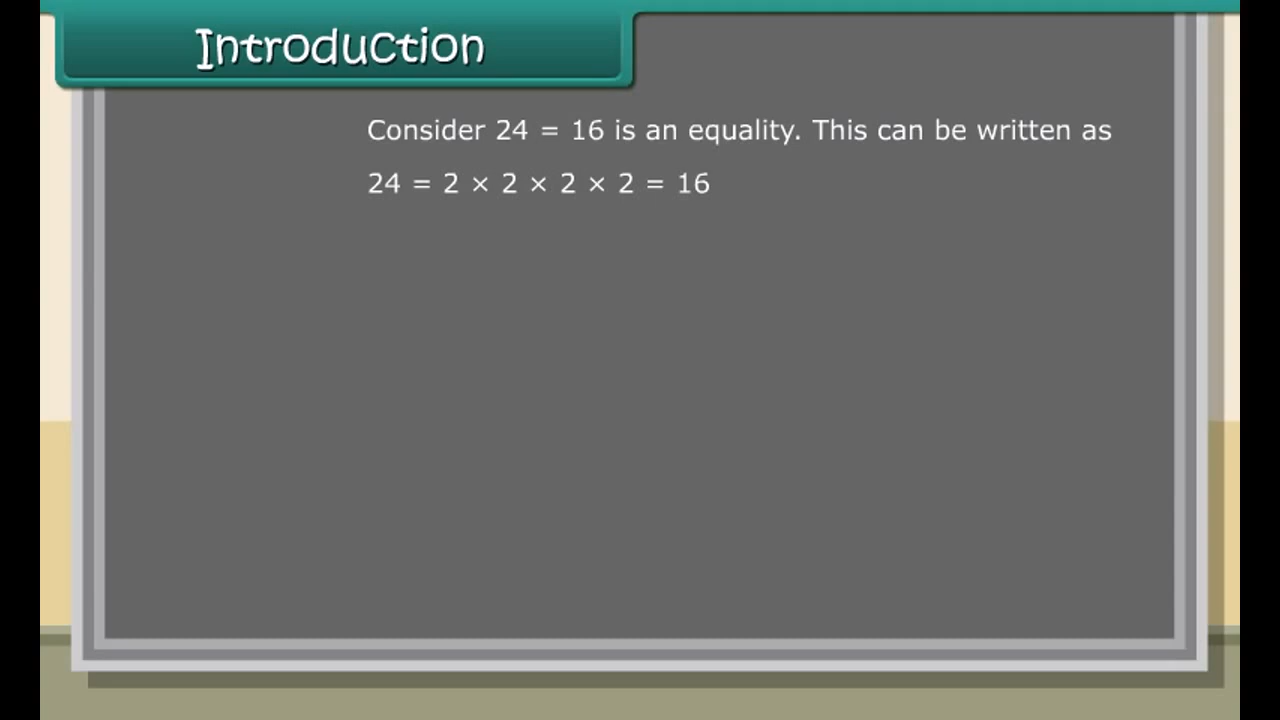 Introduction
Consider 24 = 16 is an equality. This can be written as
24 = 2 × 2 × 2 × 2 = 16